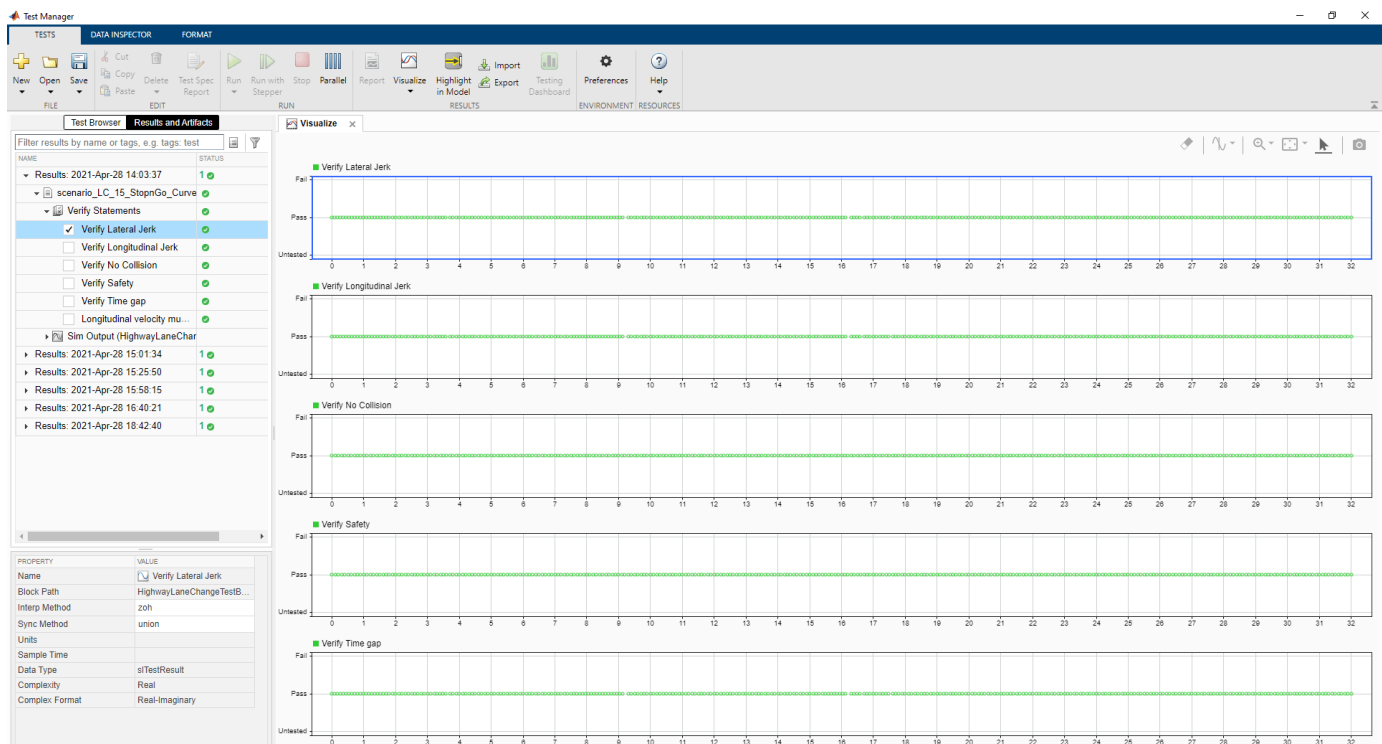 Test Manager
TESTS DATA INSPECTOR FORMAT
New Open Save Cut Copy Paste Delete Test Spec Report Run Run with Stepper Stop Parallel Report Visualize Highlight in Model Import Export Testing Dashboard Preferences Help
FILE EDIT RUN RESULTS ENVIRONMENT RESOURCES
Test Browser Results and Artifacts
Filter results by name or tags, e.g. tags: test
NAME STATUS
Results: 2021-Apr-28 14:03:37 1
scenario_LC_15_StopnGo_Curve
Verify Statements
Verify Lateral Jerk
Verify Longitudinal Jerk
Verify No Collision
Verify Safety
Verify Time gap
Longitudinal velocity mu...
Sim Output (HighwayLaneChar
Results: 2021-Apr-28 15:01:34 1
Results: 2021-Apr-28 15:25:50 1
Results: 2021-Apr-28 15:58:15 1
Results: 2021-Apr-28 16:40:21 1
Results: 2021-Apr-28 18:42:40 1
PROPERTY VALUE
Name Verify Lateral Jerk
Block Path HighwayLaneChangeTestB...
Interp Method zoh
Sync Method union
Units
Sample Time
Data Type slTestResult
Complexity Real
Complex Format Real-Imaginary
Visualize x
Verify Lateral Jerk
Fail
Pass
Untested
0 1 2 3 4 5 6 7 8 9 10 11 12 13 14 15 16 17 18 19 20 21 22 23 24 25 26 27 28 29 30 31 32
Verify Longitudinal Jerk
Fail
Pass
Untested
0 1 2 3 4 5 6 7 8 9 10 11 12 13 14 15 16 17 18 19 20 21 22 23 24 25 26 27 28 29 30 31 32
Verify No Collision
Fail
Pass
Untested
0 1 2 3 4 5 6 7 8 9 10 11 12 13 14 15 16 17 18 19 20 21 22 23 24 25 26 27 28 29 30 31 32
Verify Safety
Fail
Pass
Untested
0 1 2 3 4 5 6 7 8 9 10 11 12 13 14 15 16 17 18 19 20 21 22 23 24 25 26 27 28 29 30 31 32
Verify Time gap
Fail
Pass
Untested
0 1 2 3 4 5 6 7 8 9 10 11 12 13 14 15 16 17 18 19 20 21 22 23 24 25 26 27 28 29 30 31 32